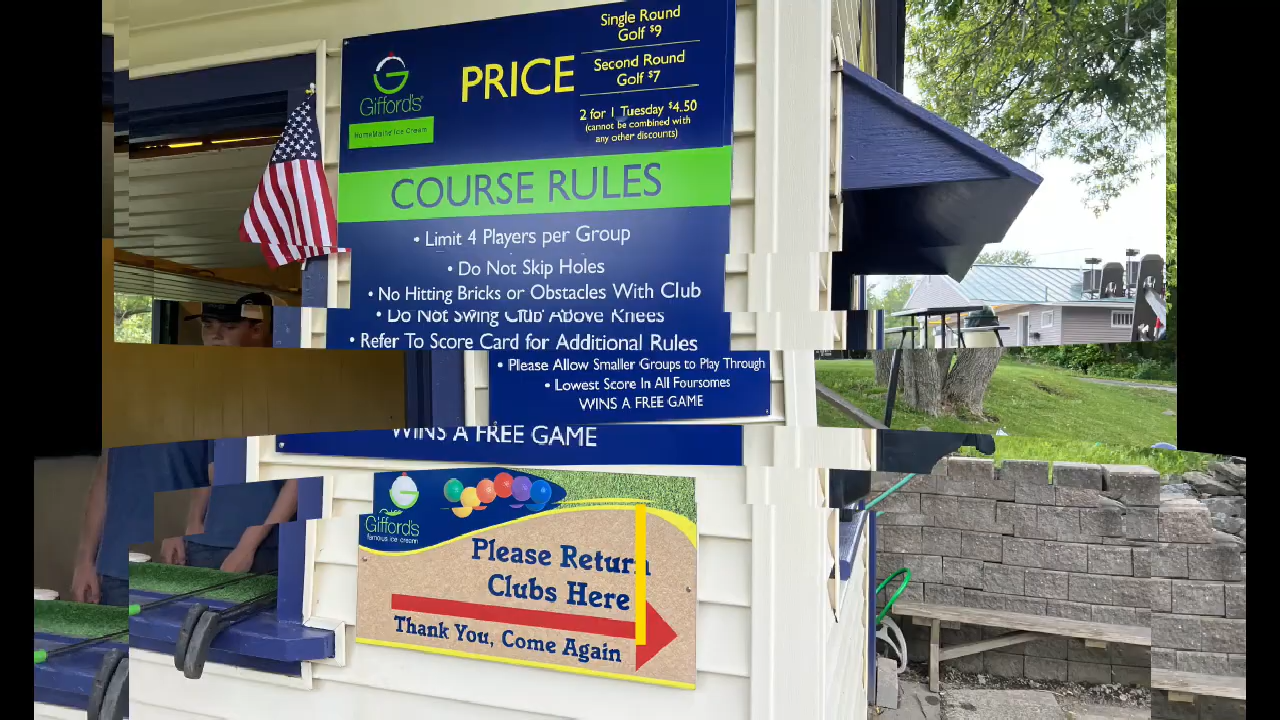 Gifford's
HomeMaine Ice Cream
PRICE
Single Round
Golf $9
Second Round
Golf $7
2 for 1 Tuesday $4.50
(cannot be combined with
any other discounts)
COURSE RULES
• Limit 4 Players per Group
• Do Not Skip Holes
• No Hitting Bricks or Obstacles With Club
• Do Not Swing Club Above Knees
• Refer To Score Card for Additional Rules
• Please Allow Smaller Groups to Play Through
• Lowest Score In All Foursomes
WINS A FREE GAME
WINS A FREE GAME
Gifford's
famous ice cream
Please Return
Clubs Here
Thank You, Come Again